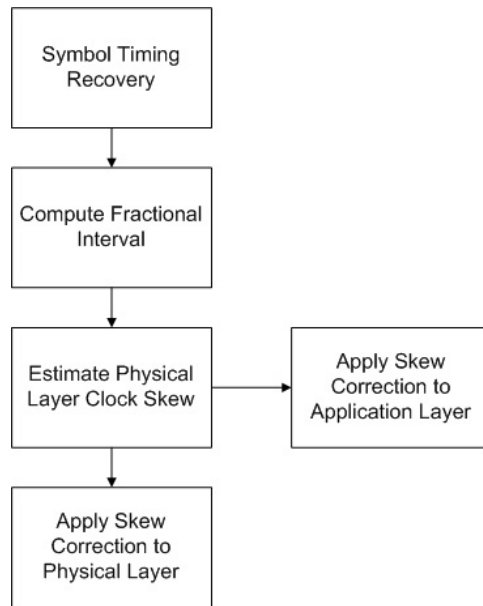 Symbol Timing
Recovery
Compute Fractional
Interval
Estimate Physical
Layer Clock Skew
Apply Skew
Correction to
Application Layer
Apply Skew
Correction to
Physical Layer